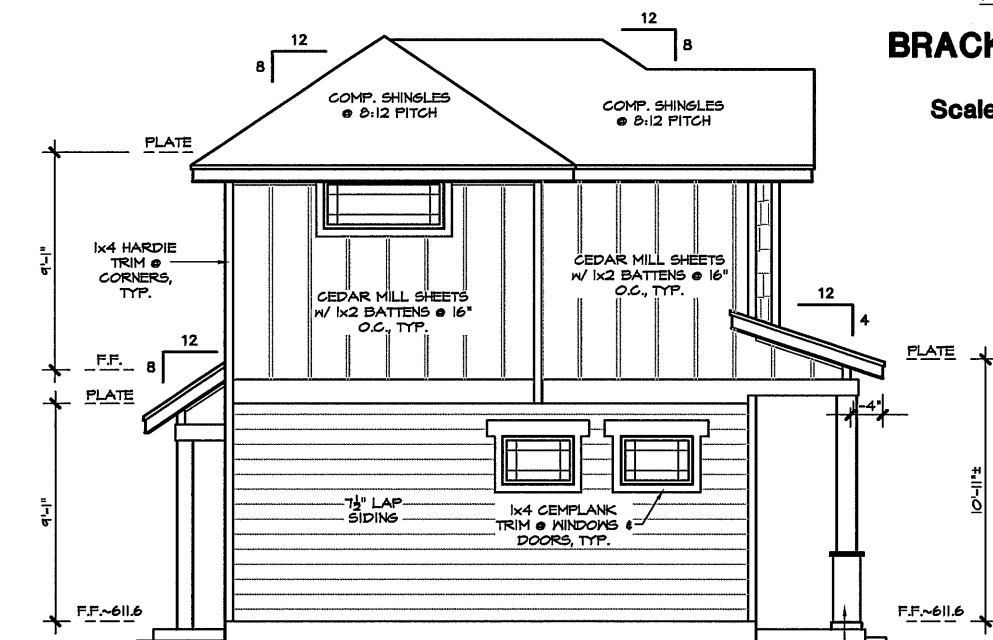 12
8
12
8
BRACK
Scale
COMP. SHINGLES
@ 8:12 PITCH
COMP. SHINGLES
@ 8:12 PITCH
PLATE
9'-1"
1x4 HARDIE
TRIM @
CORNERS,
TYP.
CEDAR MILL SHEETS
W/ 1x2 BATTENS @ 16"
O.C., TYP.
CEDAR MILL SHEETS
W/ 1x2 BATTENS @ 16"
O.C., TYP.
12
4
12
8
F.F.
PLATE
PLATE
-4"
9'-1"
10'-11"±
7½" LAP
SIDING
1x4 CEMPLANK
TRIM @ WINDOWS &
DOORS, TYP.
F.F.~611.6
F.F.~611.6